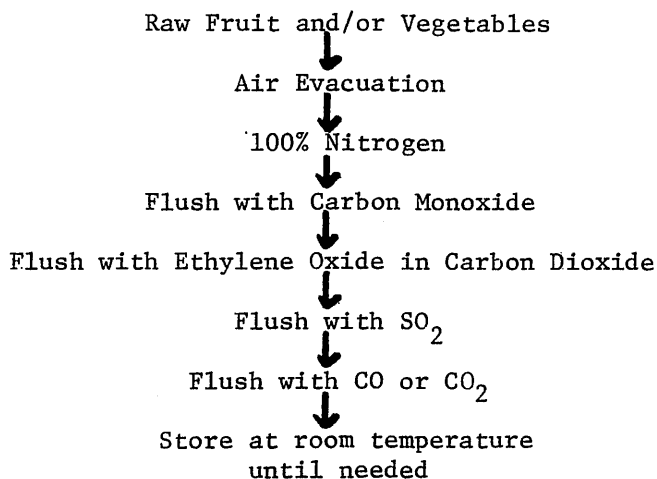 Raw Fruit and/or Vegetables
Air Evacuation
100% Nitrogen
Flush with Carbon Monoxide
Flush with Ethylene Oxide in Carbon Dioxide
Flush with SO₂
Flush with CO or CO₂
Store at room temperature
until needed